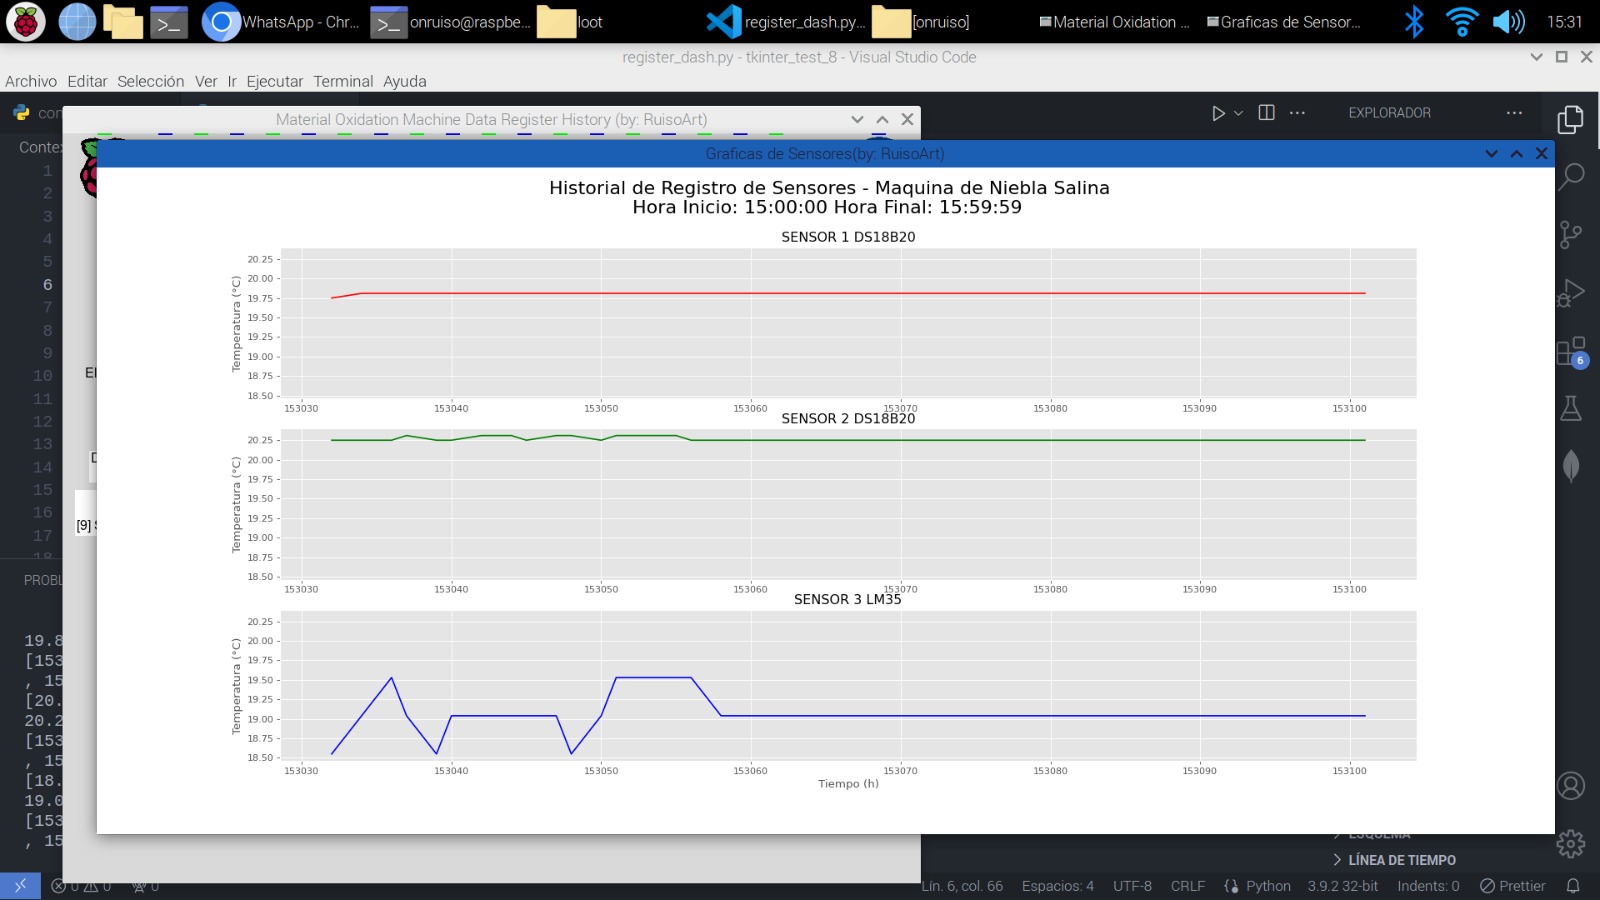 WhatsApp - Chr...
onruiso@raspbe...
loot
register_dash.py...
[onruiso]
Material Oxidation ...
Graficas de Sensor...
15:31
register_dash.py - tkinter_test_8 - Visual Studio Code
Archivo Editar Selección Ver Ir Ejecutar Terminal Ayuda
EXPLORADOR
Material Oxidation Machine Data Register History (by: RuisoArt)
Graficas de Sensores(by: RuisoArt)
1
2
3
4
5
6
7
8
9
10
11
12
13
14
15
16
17
18
Historial de Registro de Sensores - Maquina de Niebla Salina
Hora Inicio: 15:00:00 Hora Final: 15:59:59
SENSOR 1 DS18B20
Temperatura (°C)
20.25
20.00
19.75
19.50
19.25
19.00
18.75
18.50
153030 153040 153050 153060 153070 153080 153090 153100
SENSOR 2 DS18B20
Temperatura (°C)
20.25
20.00
19.75
19.50
19.25
19.00
18.75
18.50
153030 153040 153050 153060 153070 153080 153090 153100
SENSOR 3 LM35
Temperatura (°C)
20.25
20.00
19.75
19.50
19.25
19.00
18.75
18.50
153030 153040 153050 153060 153070 153080 153090 153100
Tiempo (h)
6
[9]
19.8
[153
, 15
[20.
20.2
[153
, 15
[18.
19.0
[153
, 15
ESQUEMA
LÍNEA DE TIEMPO
0 0 0
Lín. 6, col. 66 Espacios: 4 UTF-8 CRLF Python 3.9.2 32-bit Indents: 0 Prettier